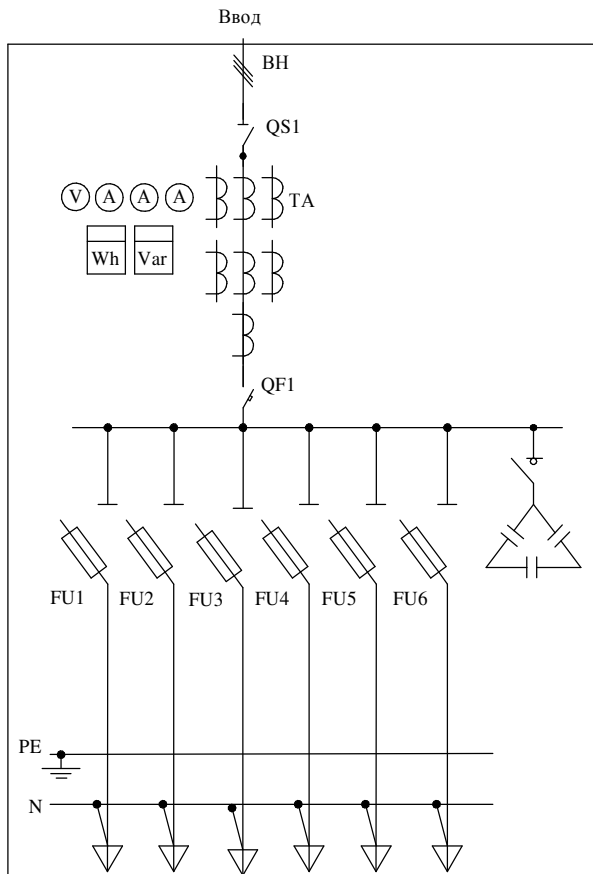 Ввод
ВН
QS1
V A A A TA
Wh Var
QF1
FU1 FU2 FU3 FU4 FU5 FU6
PE
N